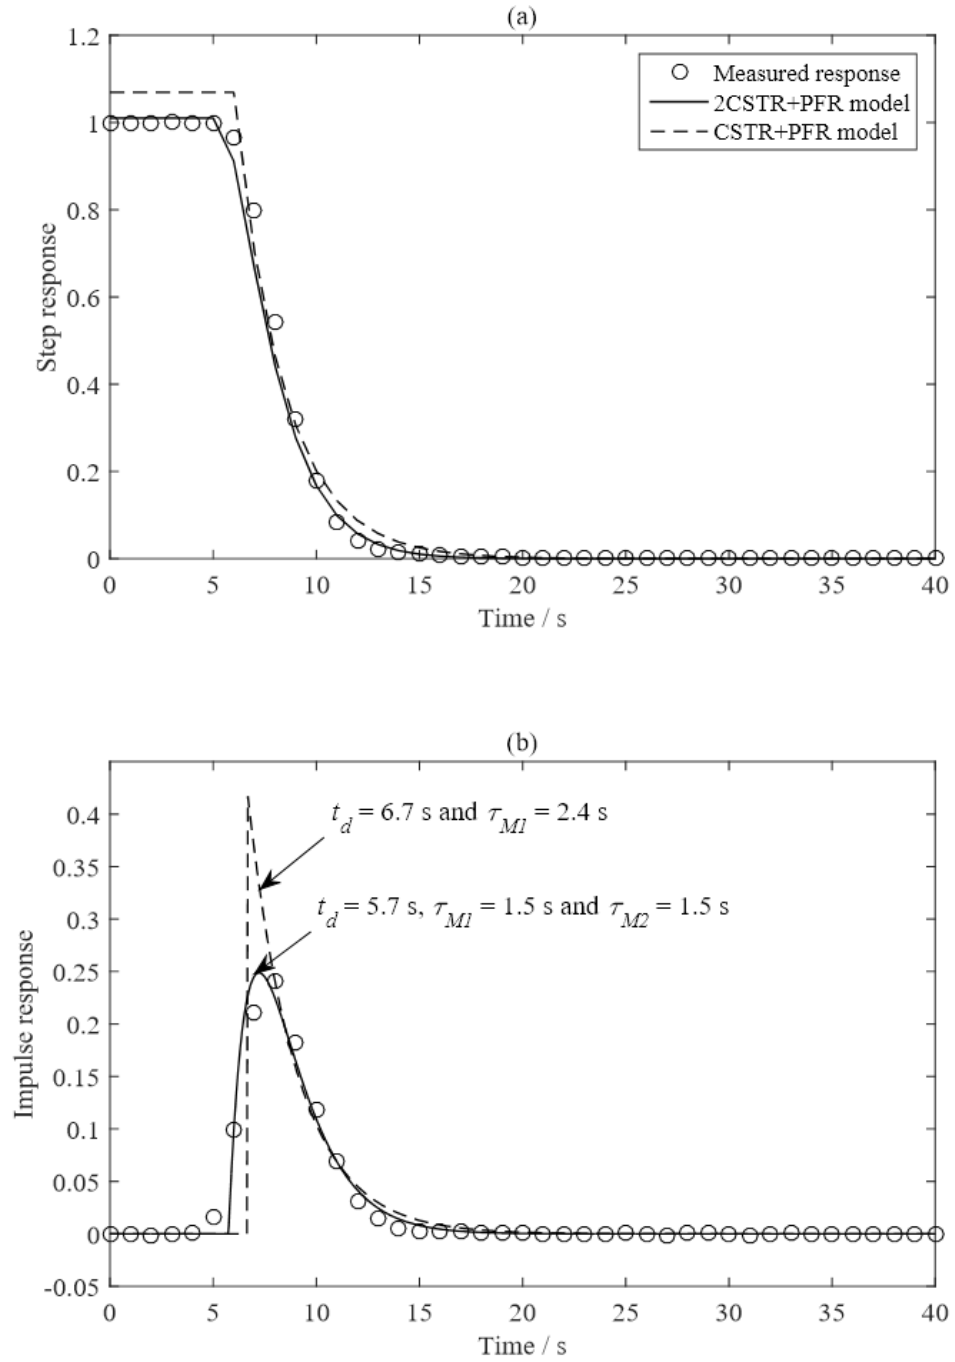 (a)
1.2
1
0.8
0.6
0.4
0.2
0
Step response
Measured response
2CSTR+PFR model
CSTR+PFR model
0 5 10 15 20 25 30 35 40
Time / s
(b)
0.4
0.35
0.3
0.25
0.2
0.15
0.1
0.05
0
-0.05
Impulse response
t_d = 6.7 s and τ_M1 = 2.4 s
t_d = 5.7 s, τ_M1 = 1.5 s and τ_M2 = 1.5 s
0 5 10 15 20 25 30 35 40
Time / s